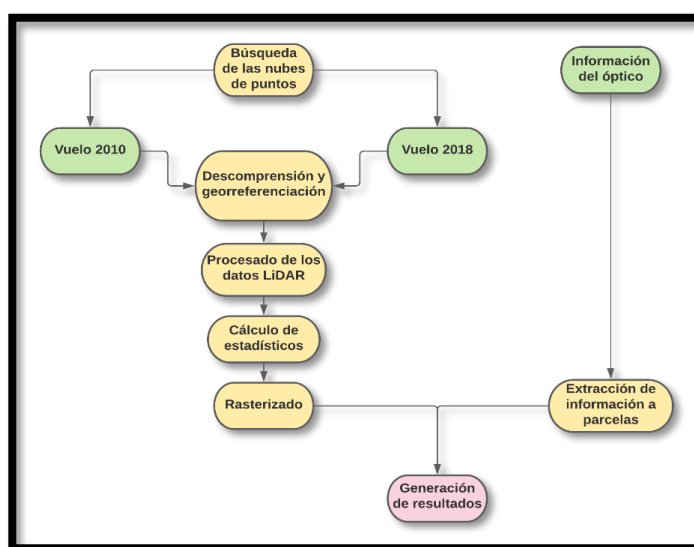 Búsqueda
de las nubes
de puntos
Información
del óptico
Vuelo 2010
Vuelo 2018
Descomprensión y
georreferenciación
Procesado de los
datos LiDAR
Cálculo de
estadísticos
Rasterizado
Extracción de
información a
parcelas
Generación
de resultados